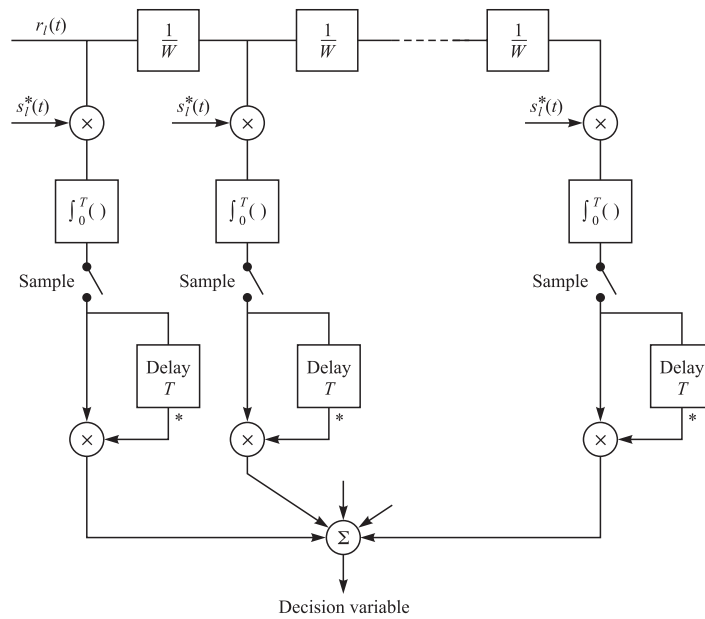 r_l(t)
1/W 1/W 1/W
s_l*(t) s_l*(t) s_l*(t)
× × ×
∫_0^T ( ) ∫_0^T ( ) ∫_0^T ( )
Sample Sample Sample
Delay Delay Delay
T T T
* * *
× × ×
Σ
Decision variable